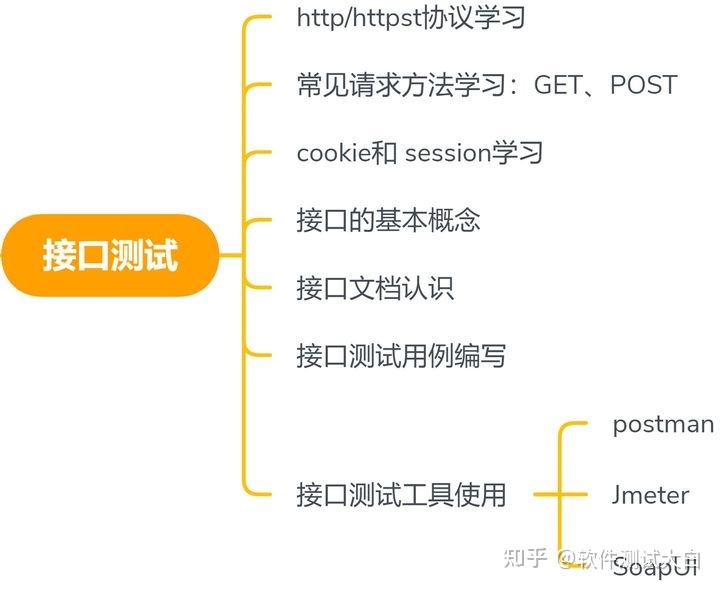 http/httpst协议学习
常见请求方法学习：GET、POST
cookie和 session学习
接口的基本概念
接口测试
接口文档认识
接口测试用例编写
postman
接口测试工具使用
Jmeter
知乎 @软件测试大白
SoapUI